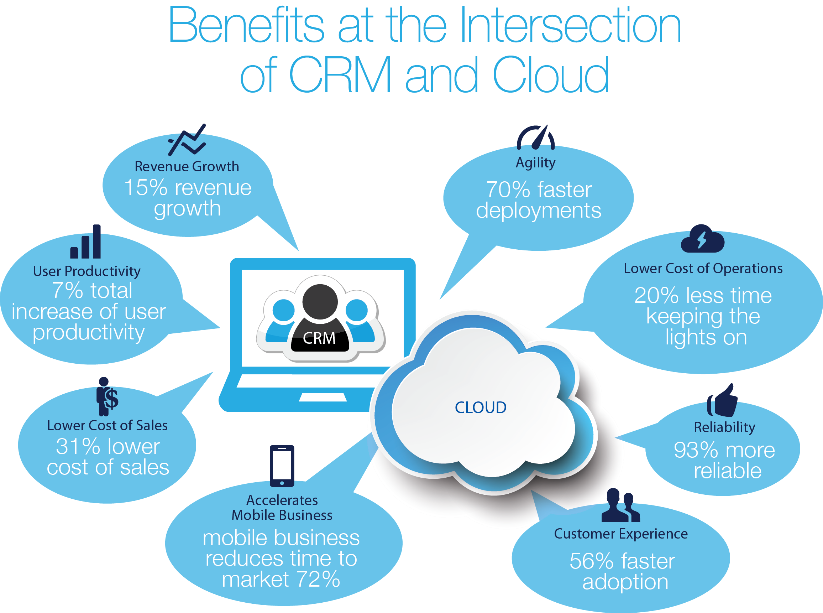 Benefits at the Intersection
of CRM and Cloud
Revenue Growth
15% revenue
growth
Agility
70% faster
deployments
User Productivity
7% total
increase of user
productivity
Lower Cost of Operations
20% less time
keeping the
lights on
CRM
CLOUD
Lower Cost of Sales
31% lower
cost of sales
$
Reliability
93% more
reliable
Accelerates
Mobile Business
mobile business
reduces time to
market 72%
Customer Experience
56% faster
adoption